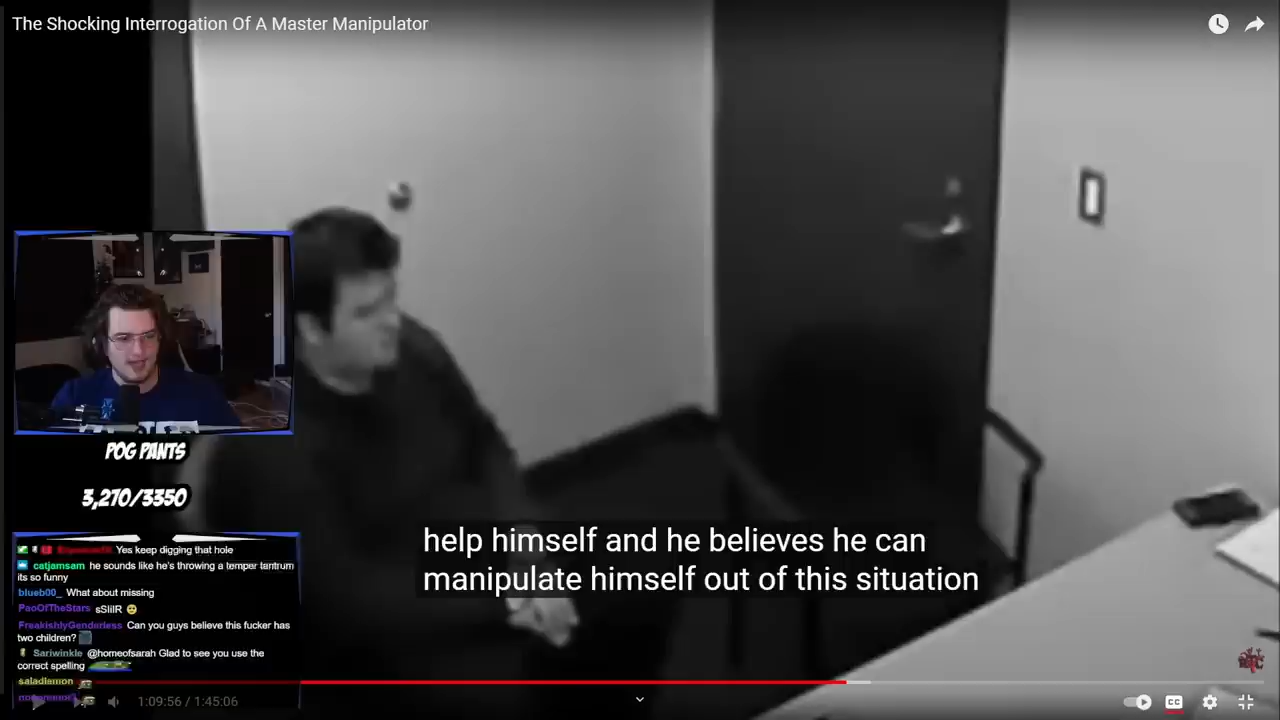 The Shocking Interrogation Of A Master Manipulator
POG PANTS
3,270/3350
Yes keep digging that hole
catjamsam he sounds like he's throwing a temper tantrum
its so funny
blueb00_ What about missing
PaoOfTheStars sSlilR
FreakishlyGenderless Can you guys believe this fucker has
two children?
Sariwinkle @homeofsarah Glad to see you use the
correct spelling
saladlemon
help himself and he believes he can
manipulate himself out of this situation
1:09:56 / 1:45:06
CC